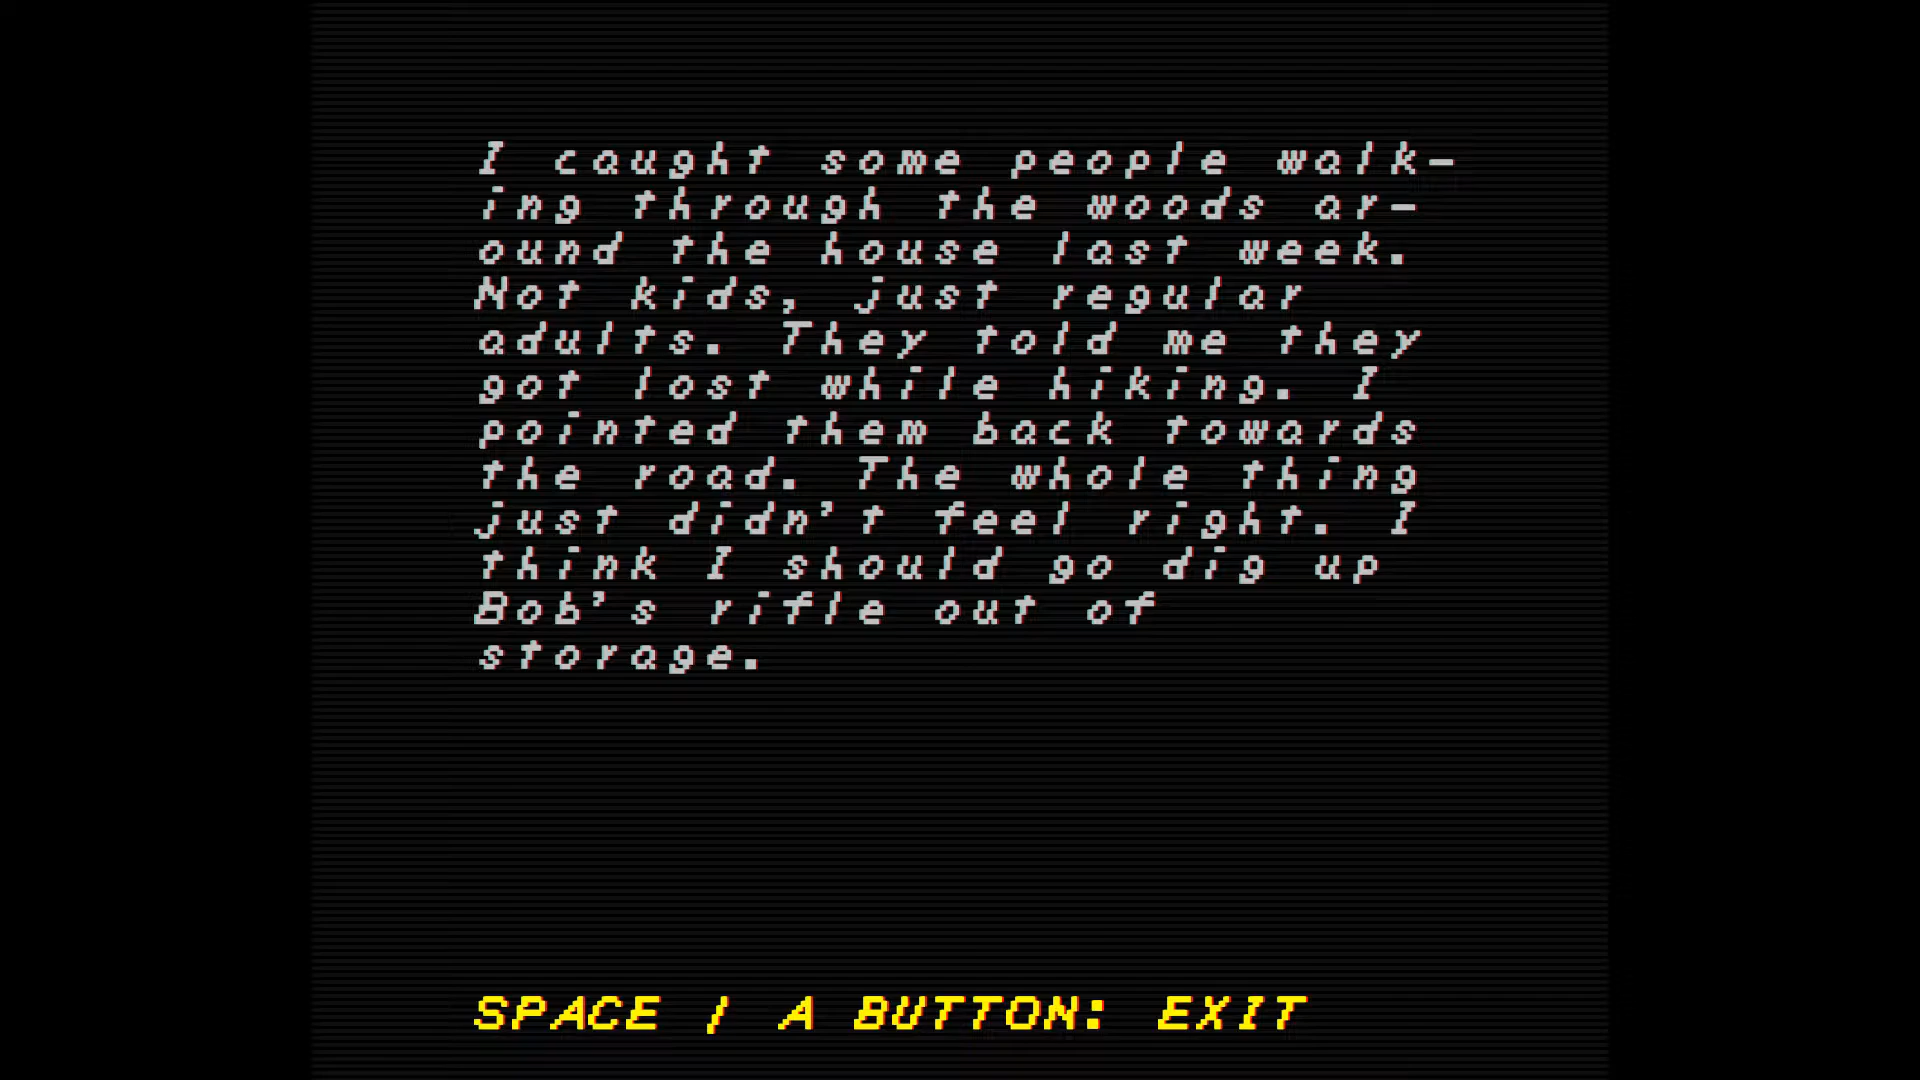 I caught some people walk-
ing through the woods ar-
ound the house last week.
Not kids, just regular
adults. They told me they
got lost while hiking. I
pointed them back towards
the road. The whole thing
just didn't feel right. I
think I should go dig up
Bob's rifle out of
storage.
SPACE / A BUTTON: EXIT